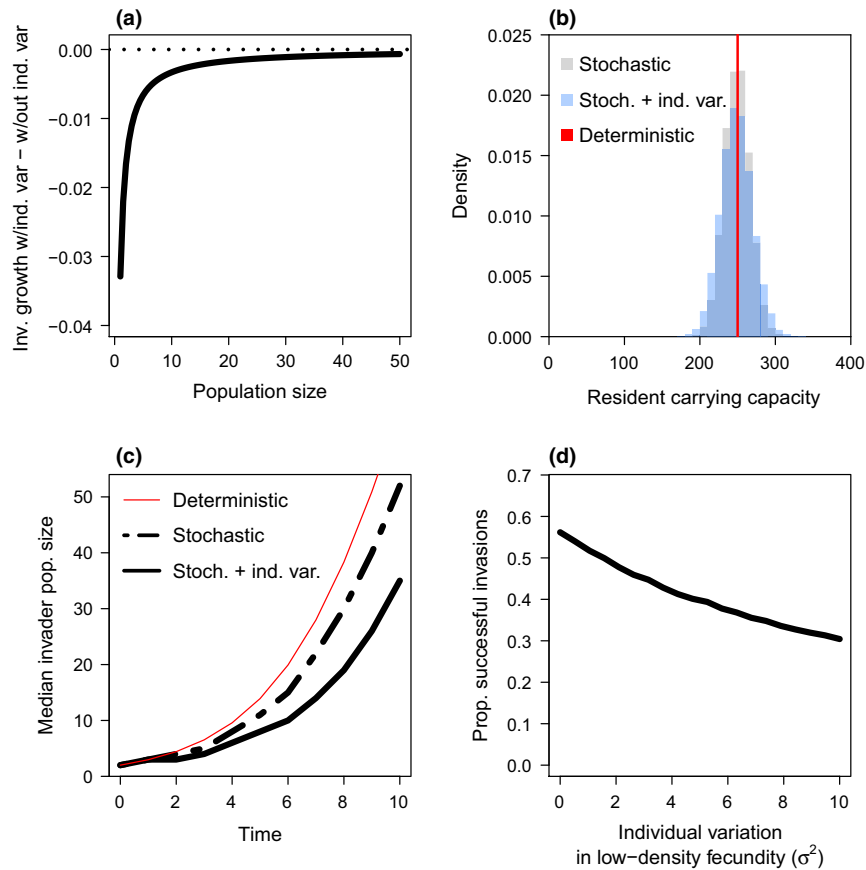 (a)
Inv. growth w/ind. var − w/out ind. var
0.00
−0.01
−0.02
−0.03
−0.04
0
10
20
30
40
50
Population size
(b)
Density
0.025
0.020
0.015
0.010
0.005
0.000
Stochastic
Stoch. + ind. var.
Deterministic
0
100
200
300
400
Resident carrying capacity
(c)
Median invader pop. size
50
40
30
20
10
0
Deterministic
Stochastic
Stoch. + ind. var.
0
2
4
6
8
10
Time
(d)
Prop. successful invasions
0.7
0.6
0.5
0.4
0.3
0.2
0.1
0.0
0
2
4
6
8
10
Individual variation
in low−density fecundity (σ²)